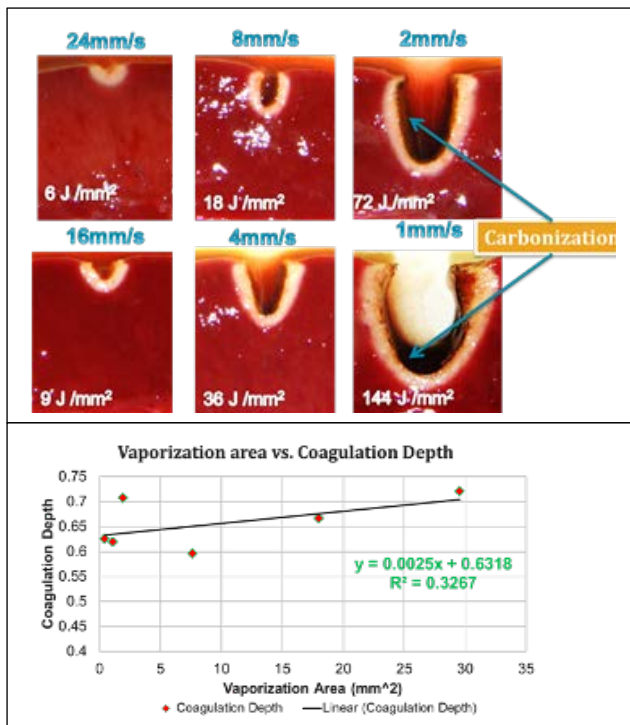 24mm/s 8mm/s 2mm/s
6 J/mm² 18 J/mm² 72 J/mm²
16mm/s 4mm/s 1mm/s
Carbonization
9 J/mm² 36 J/mm² 144 J/mm²
Vaporization area vs. Coagulation Depth
Coagulation Depth
0.75
0.7
0.65
0.6
0.55
0.5
0.45
0.4
y = 0.0025x + 0.6318
R² = 0.3267
0 5 10 15 20 25 30 35
Vaporization Area (mm^2)
Coagulation Depth Linear (Coagulation Depth)